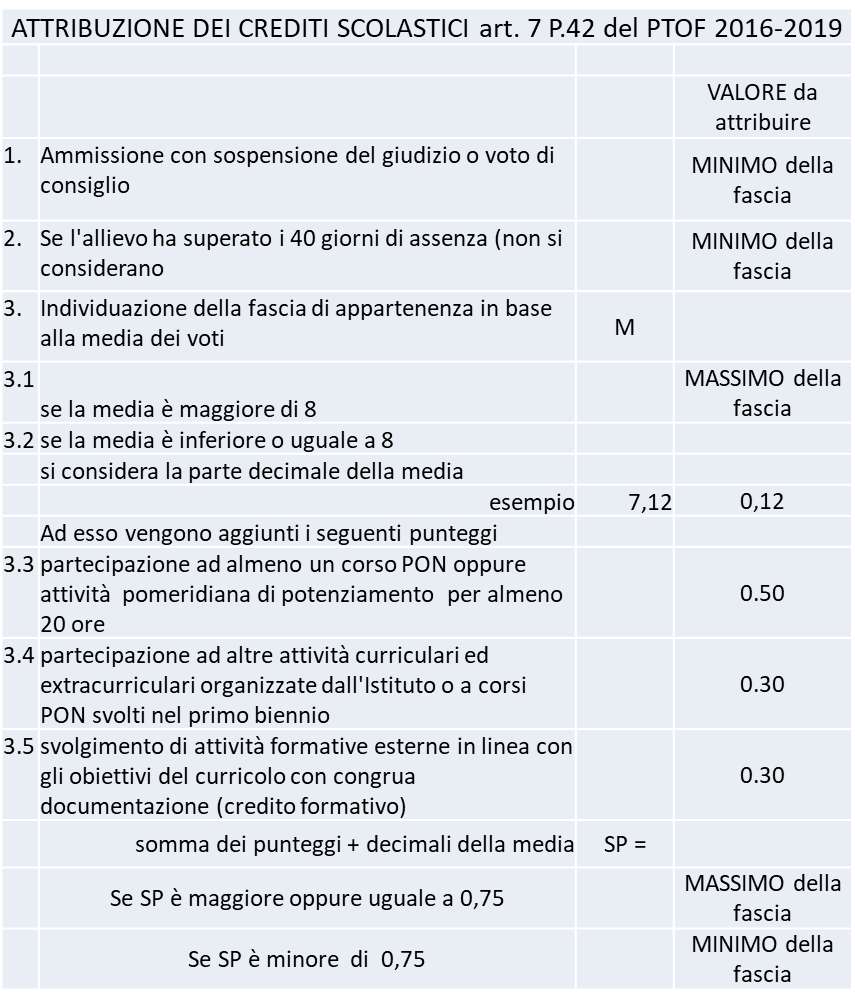 ATTRIBUZIONE DEI CREDITI SCOLASTICI art. 7 P.42 del PTOF 2016-2019
VALORE da
attribuire
1. Ammissione con sospensione del giudizio o voto di
consiglio
MINIMO della
fascia
2. Se l'allievo ha superato i 40 giorni di assenza (non si
considerano
MINIMO della
fascia
3. Individuazione della fascia di appartenenza in base
alla media dei voti
M
3.1
se la media è maggiore di 8
MASSIMO della
fascia
3.2 se la media è inferiore o uguale a 8
si considera la parte decimale della media
esempio 7,12 0,12
Ad esso vengono aggiunti i seguenti punteggi
3.3 partecipazione ad almeno un corso PON oppure
attività pomeridiana di potenziamento per almeno
20 ore
0.50
3.4 partecipazione ad altre attività curriculari ed
extracurriculari organizzate dall'Istituto o a corsi
PON svolti nel primo biennio
0.30
3.5 svolgimento di attività formative esterne in linea con
gli obiettivi del curricolo con congrua
documentazione (credito formativo)
0.30
somma dei punteggi + decimali della media SP =
Se SP è maggiore oppure uguale a 0,75
MASSIMO della
fascia
Se SP è minore di 0,75
MINIMO della
fascia